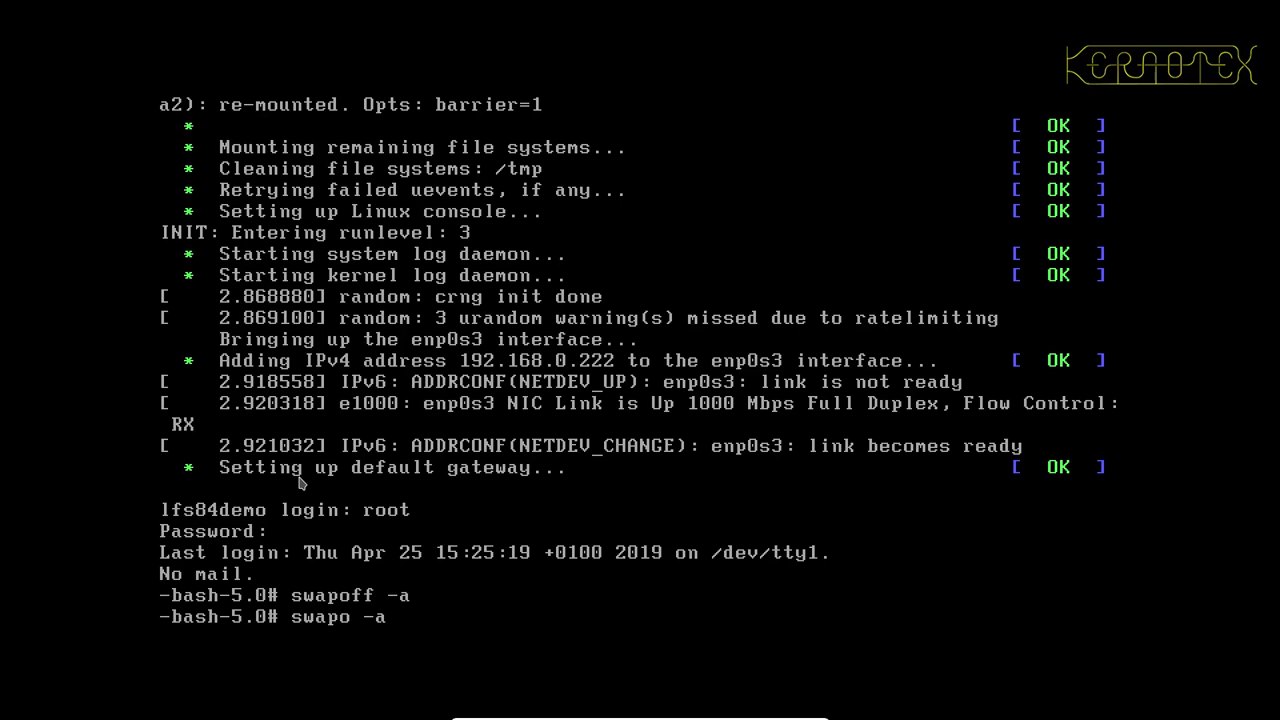 KERNOTEX
a2): re-mounted. Opts: barrier=1
* [ OK ]
* Mounting remaining file systems... [ OK ]
* Cleaning file systems: /tmp [ OK ]
* Retrying failed uevents, if any... [ OK ]
* Setting up Linux console... [ OK ]
INIT: Entering runlevel: 3
* Starting system log daemon... [ OK ]
* Starting kernel log daemon... [ OK ]
[ 2.868880] random: crng init done
[ 2.869100] random: 3 urandom warning(s) missed due to ratelimiting
Bringing up the enp0s3 interface...
* Adding IPv4 address 192.168.0.222 to the enp0s3 interface... [ OK ]
[ 2.918558] IPv6: ADDRCONF(NETDEV_UP): enp0s3: link is not ready
[ 2.920318] e1000: enp0s3 NIC Link is Up 1000 Mbps Full Duplex, Flow Control:
RX
[ 2.921032] IPv6: ADDRCONF(NETDEV_CHANGE): enp0s3: link becomes ready
* Setting up default gateway... [ OK ]
lfs84demo login: root
Password:
Last login: Thu Apr 25 15:25:19 +0100 2019 on /dev/tty1.
No mail.
-bash-5.0# swapoff -a
-bash-5.0# swapo -a